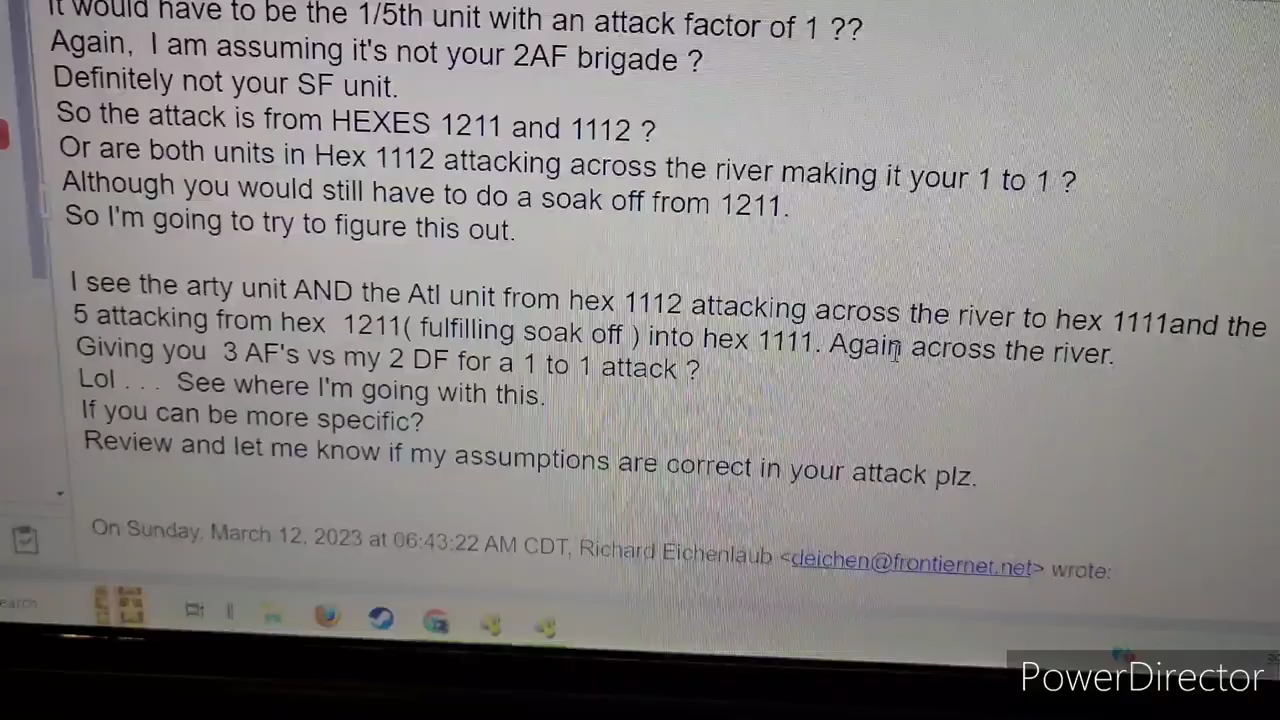 It would have to be the 1/5th unit with an attack factor of 1 ??
Again, I am assuming it's not your 2AF brigade ?
Definitely not your SF unit.
So the attack is from HEXES 1211 and 1112 ?
Or are both units in Hex 1112 attacking across the river making it your 1 to 1 ?
Although you would still have to do a soak off from 1211.
So I'm going to try to figure this out.
I see the arty unit AND the Atl unit from hex 1112 attacking across the river to hex 1111and the
5 attacking from hex 1211( fulfilling soak off ) into hex 1111. Again across the river.
Giving you 3 AF's vs my 2 DF for a 1 to 1 attack ?
Lol . . . See where I'm going with this.
If you can be more specific?
Review and let me know if my assumptions are correct in your attack plz.
On Sunday, March 12, 2023 at 06:43:22 AM CDT, Richard Eichenlaub <deichen@frontiernet.net> wrote:
earch
PowerDirector